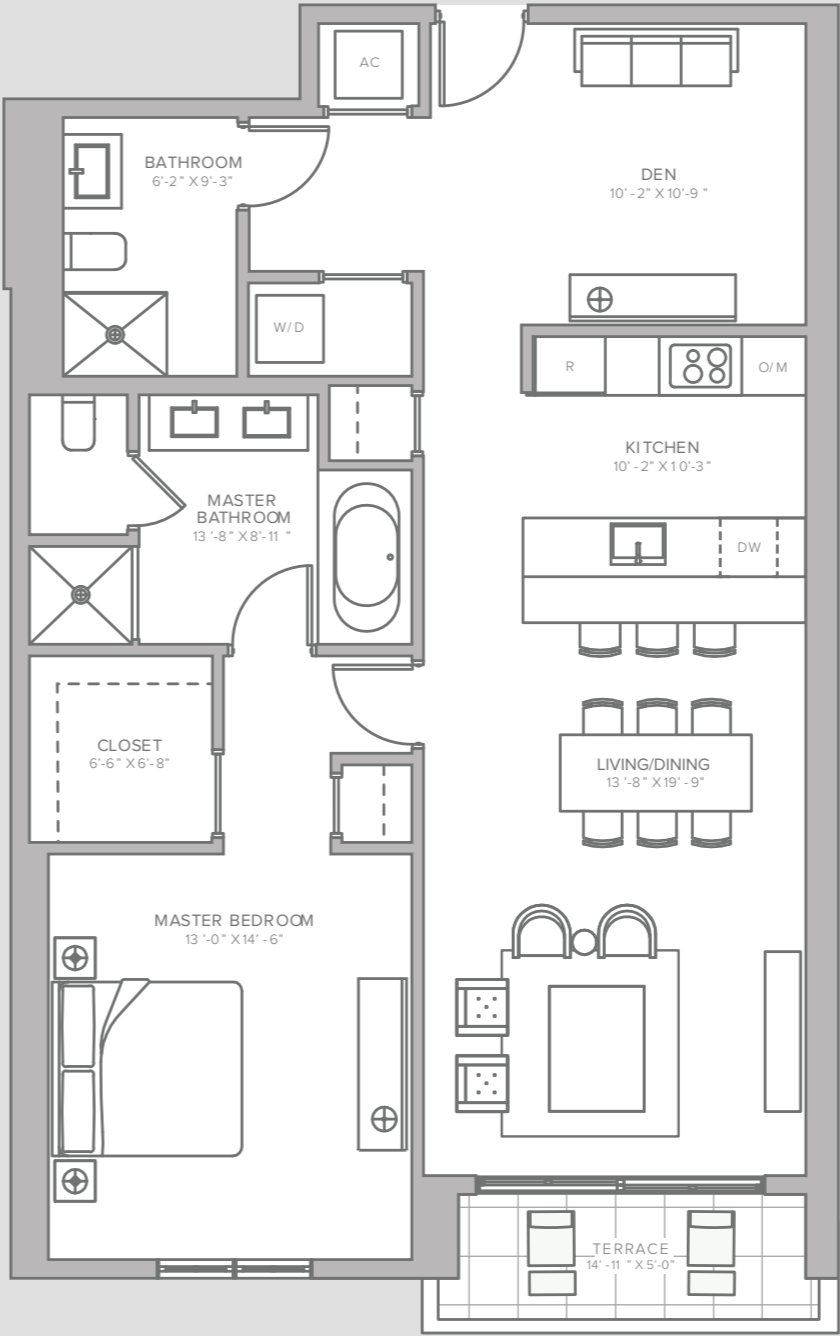 AC
BATHROOM
6'-2" X 9'-3"
DEN
10'-2" X 10'-9"
W/D
R
O/M
KITCHEN
10'-2" X 10'-3"
MASTER
BATHROOM
13'-8" X 8'-11"
DW
CLOSET
6'-6" X 6'-8"
LIVING/DINING
13'-8" X 19'-9"
MASTER BEDROOM
13'-0" X 14'-6"
TERRACE
14'-11" X 5'-0"